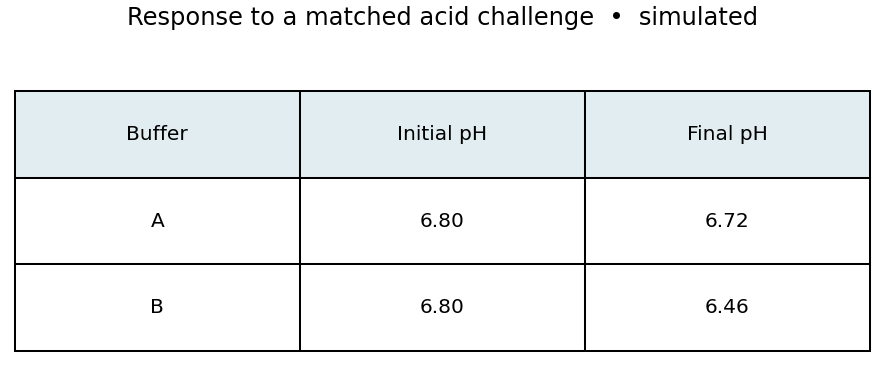 Response to a matched acid challenge • simulated
Buffer Initial pH Final pH
A 6.80 6.72
B 6.80 6.46